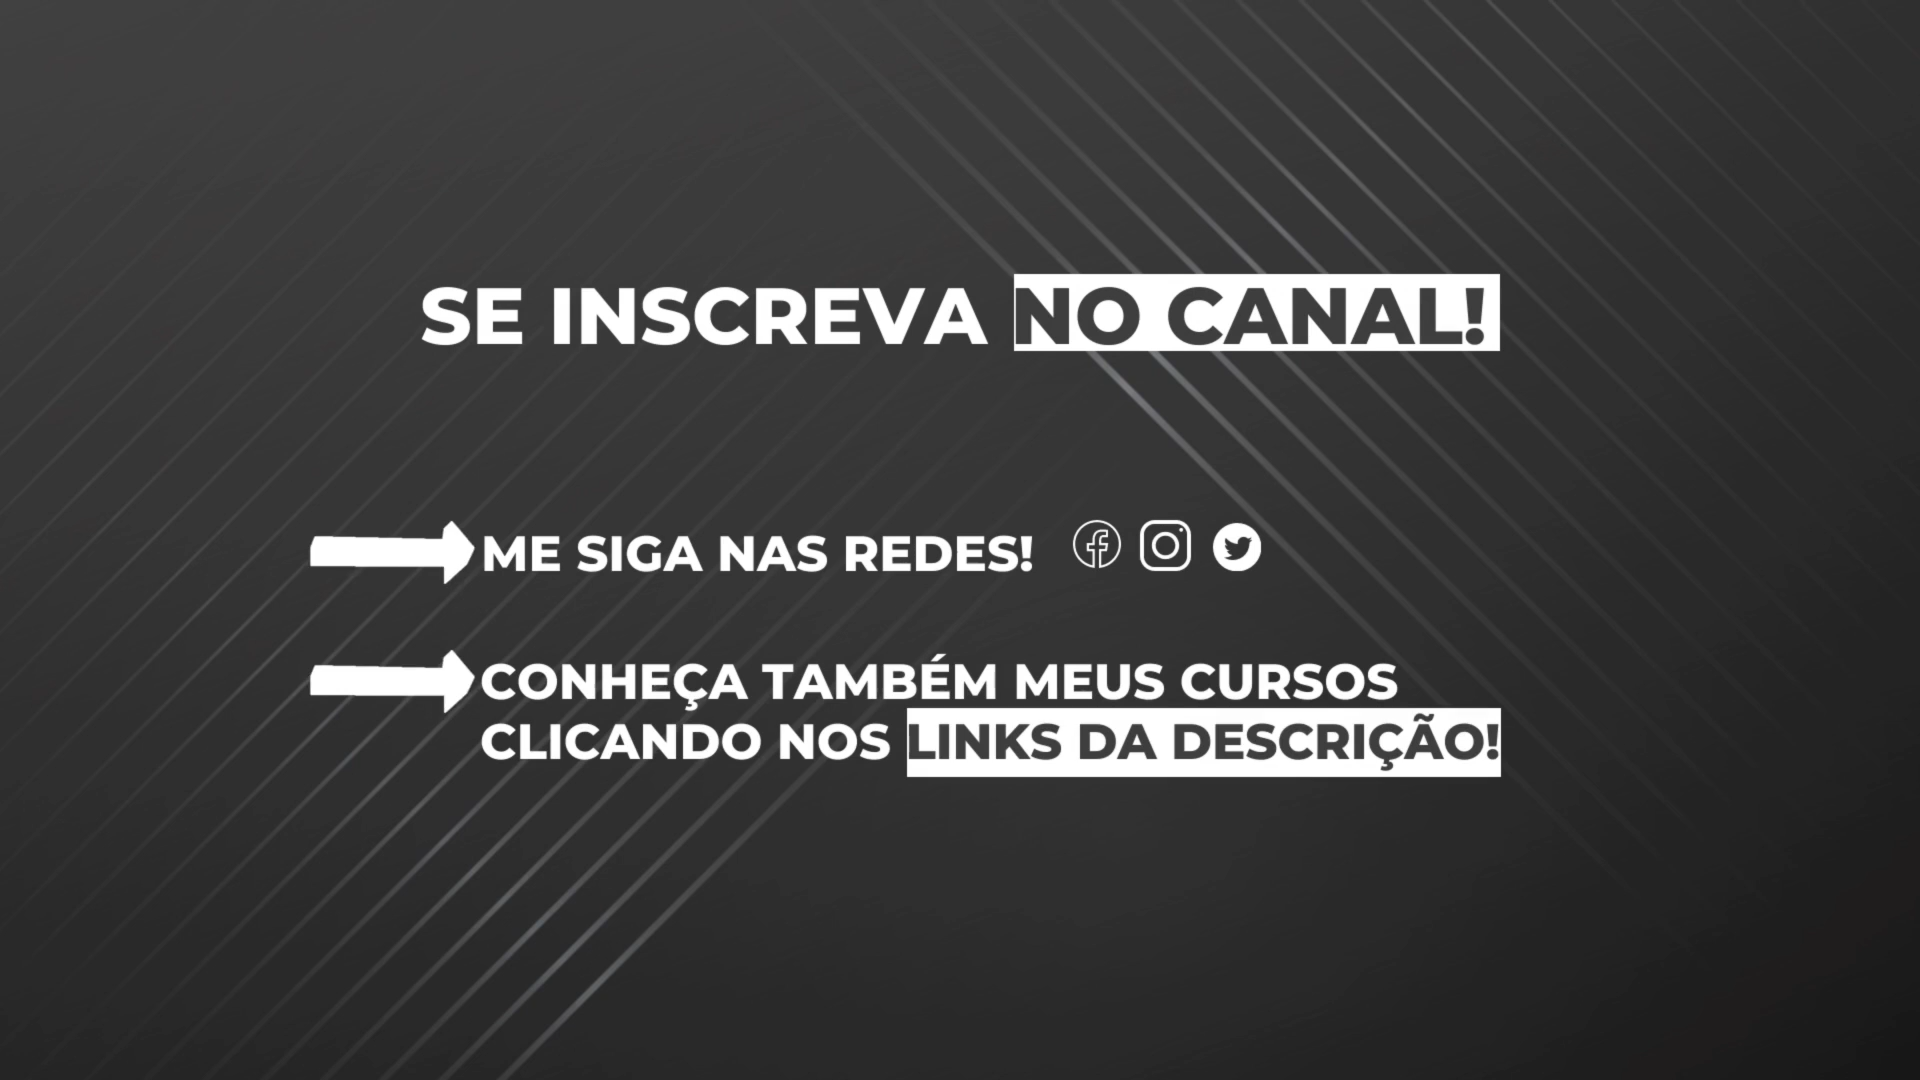 SE INSCREVA NO CANAL!
ME SIGA NAS REDES!
CONHEÇA TAMBÉM MEUS CURSOS
CLICANDO NOS LINKS DA DESCRIÇÃO!